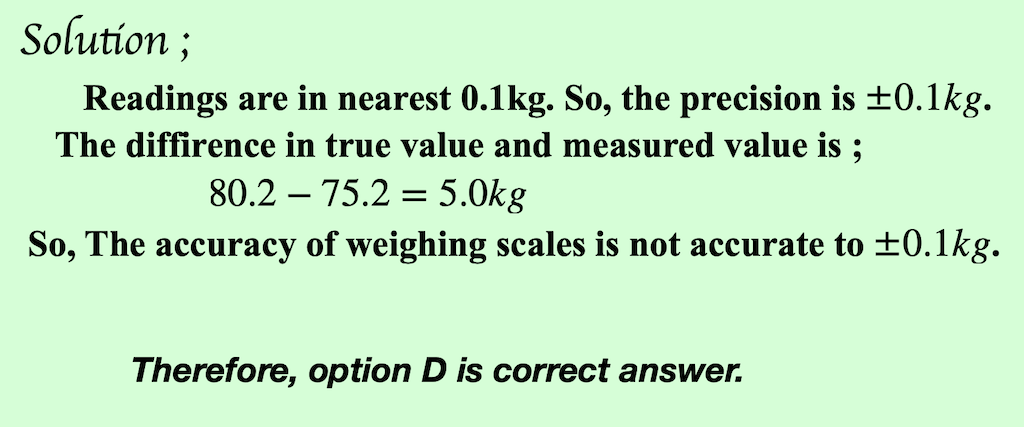 Solution ;
Readings are in nearest 0.1kg. So, the precision is ±0.1kg.
The diffirence in true value and measured value is ;
80.2 − 75.2 = 5.0kg
So, The accuracy of weighing scales is not accurate to ±0.1kg.
Therefore, option D is correct answer.